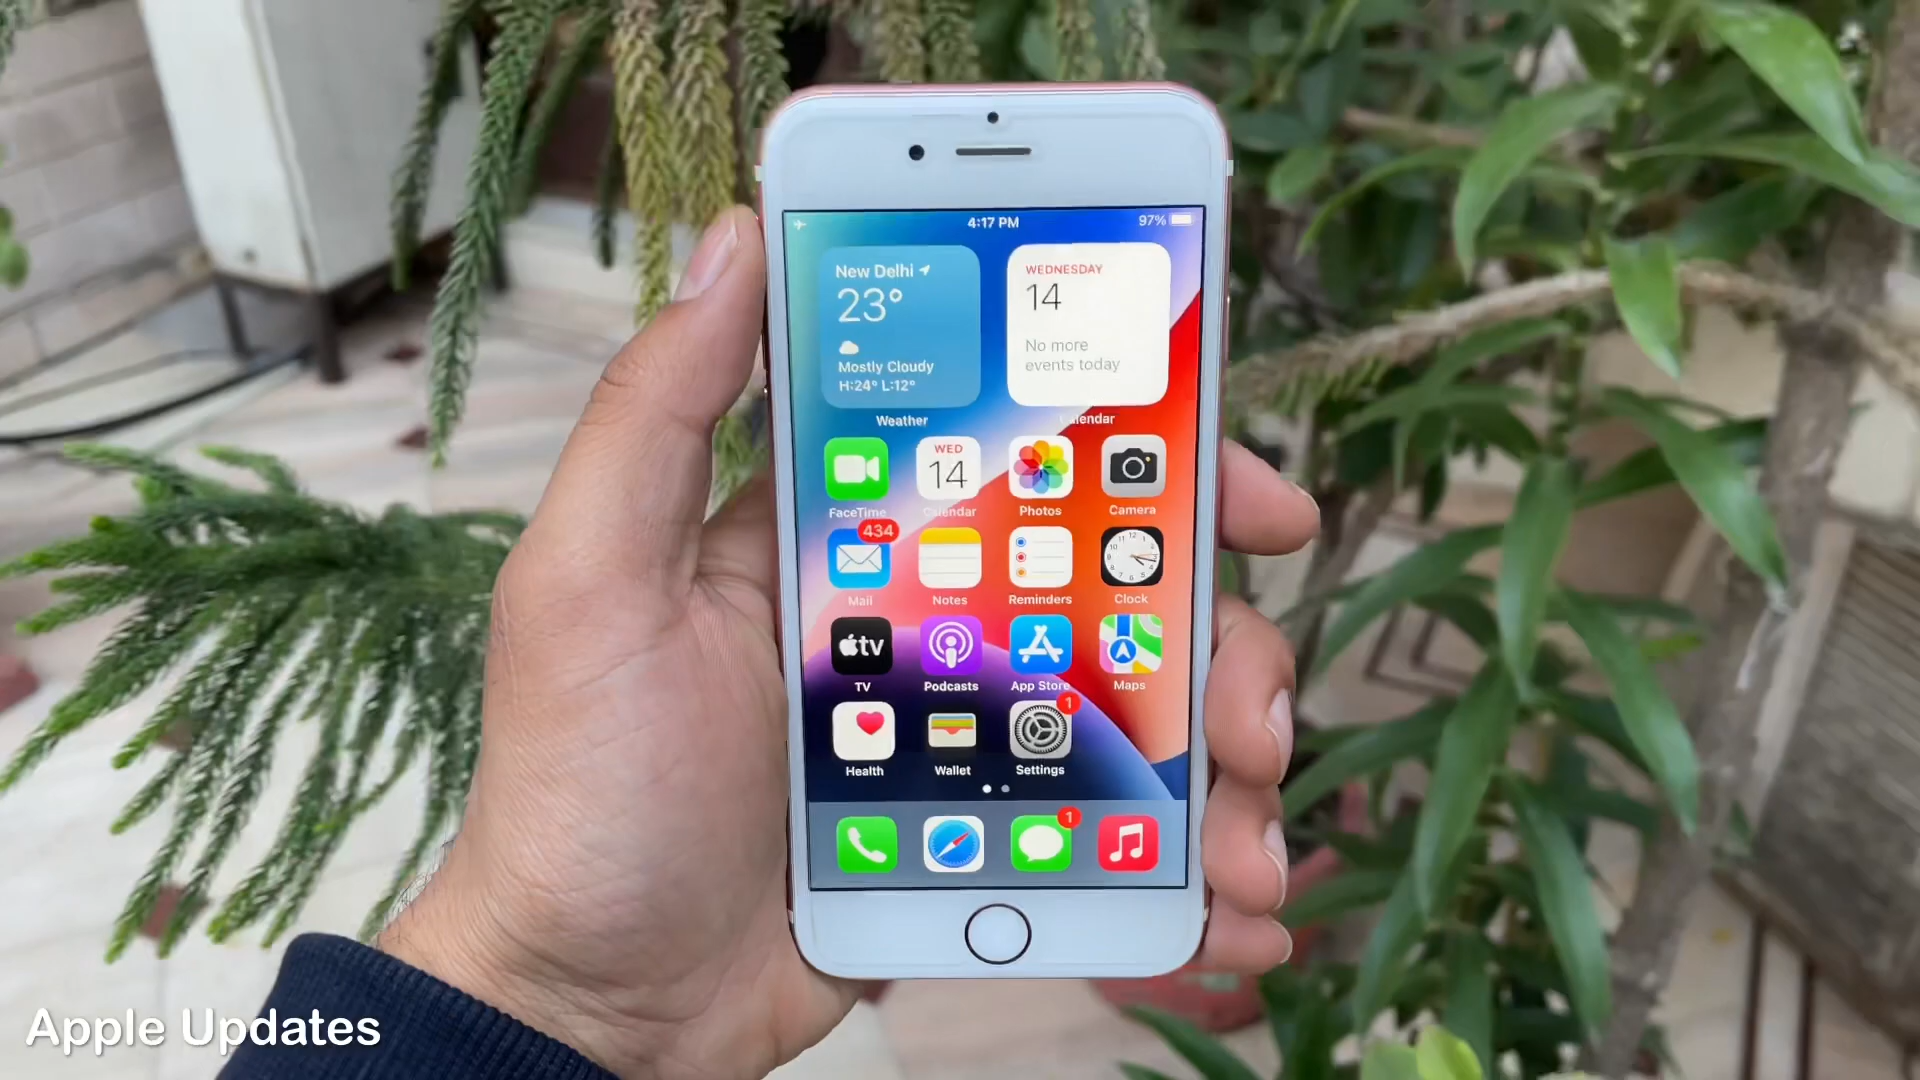 4:17 PM
97%
New Delhi
23°
Mostly Cloudy
H:24° L:12°
Weather
WEDNESDAY
14
No more
events today
Calendar
FaceTime
WED
14
Calendar
Photos
Camera
434
Mail
Notes
Reminders
Clock
tv
TV
Podcasts
App Store
Maps
Health
Wallet
1
Settings
1
Apple Updates